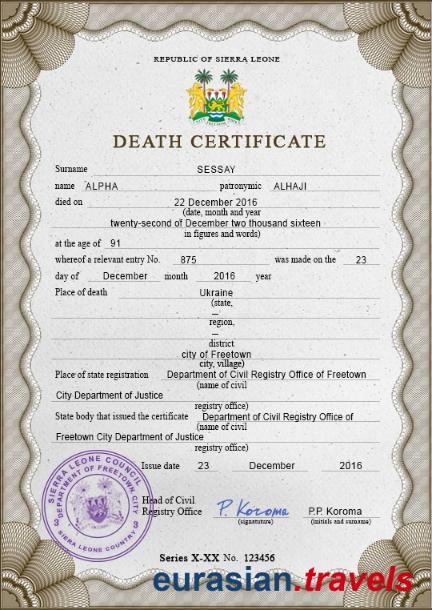 REPUBLIC OF SIERRA LEONE
DEATH CERTIFICATE
Surname SESSAY
name ALPHA patronymic ALHAJI
died on 22 December 2016
(date, month and year
twenty-second of December two thousand sixteen
in figures and words)
at the age of 91
whereof a relevant entry No. 875 was made on the 23
day of December month 2016 year
Place of death Ukraine
(state,
—
region,
—
district
city of Freetown
city, village)
Place of state registration Department of Civil Registry Office of Freetown
(name of civil
City Department of Justice
registry office)
State body that issued the certificate Department of Civil Registry Office of
(name of civil
Freetown City Department of Justice
registry office)
Issue date 23 December 2016
SIERRA LEONE COUNCIL
DEPARTMENT OF FREETOWN CITY
SIERRA LEONE COUNTRY
Head of Civil
Registry Office P. Koroma P.P. Koroma
(signature) (initials and surname)
Series X-XX No. 123456
eurasian.travels